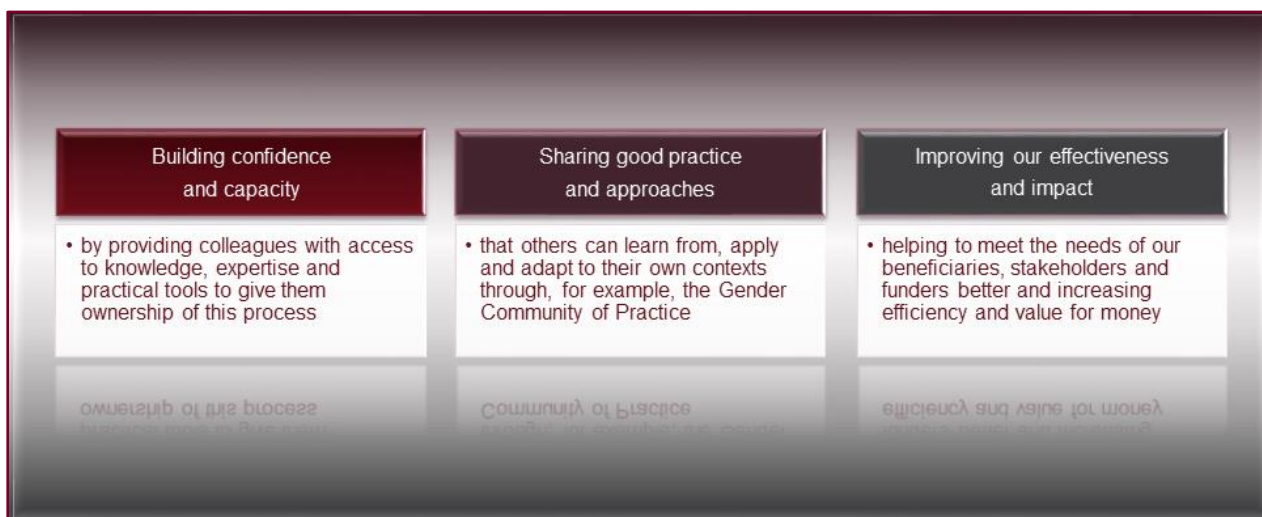 Building confidence
and capacity
• by providing colleagues with access
to knowledge, expertise and
practical tools to give them
ownership of this process
Sharing good practice
and approaches
• that others can learn from, apply
and adapt to their own contexts
through, for example, the Gender
Community of Practice
Improving our effectiveness
and impact
• helping to meet the needs of our
beneficiaries, stakeholders and
funders better and increasing
efficiency and value for money